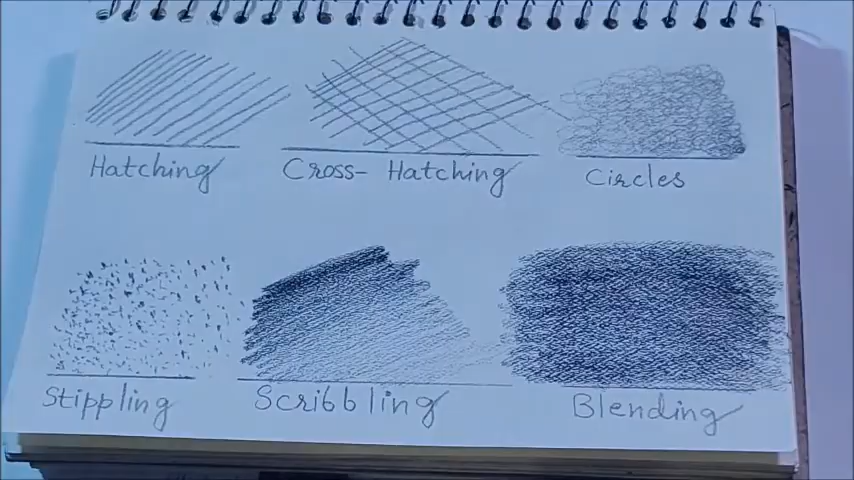 Hatching
Cross- Hatching
Circles
Stippling
Scribbling
Blending